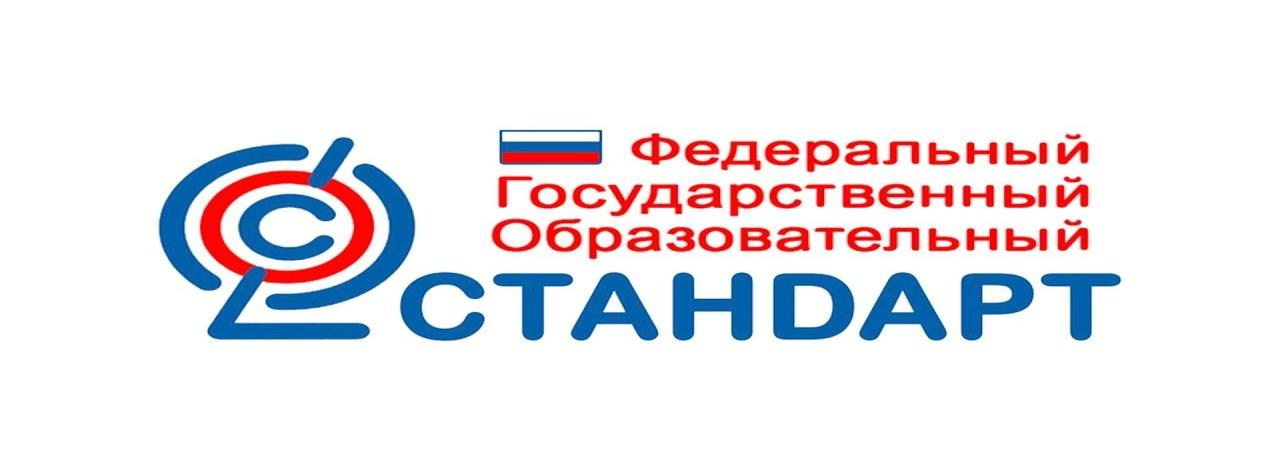 Федеральный
Государственный
Образовательный
СТАНDАРТ